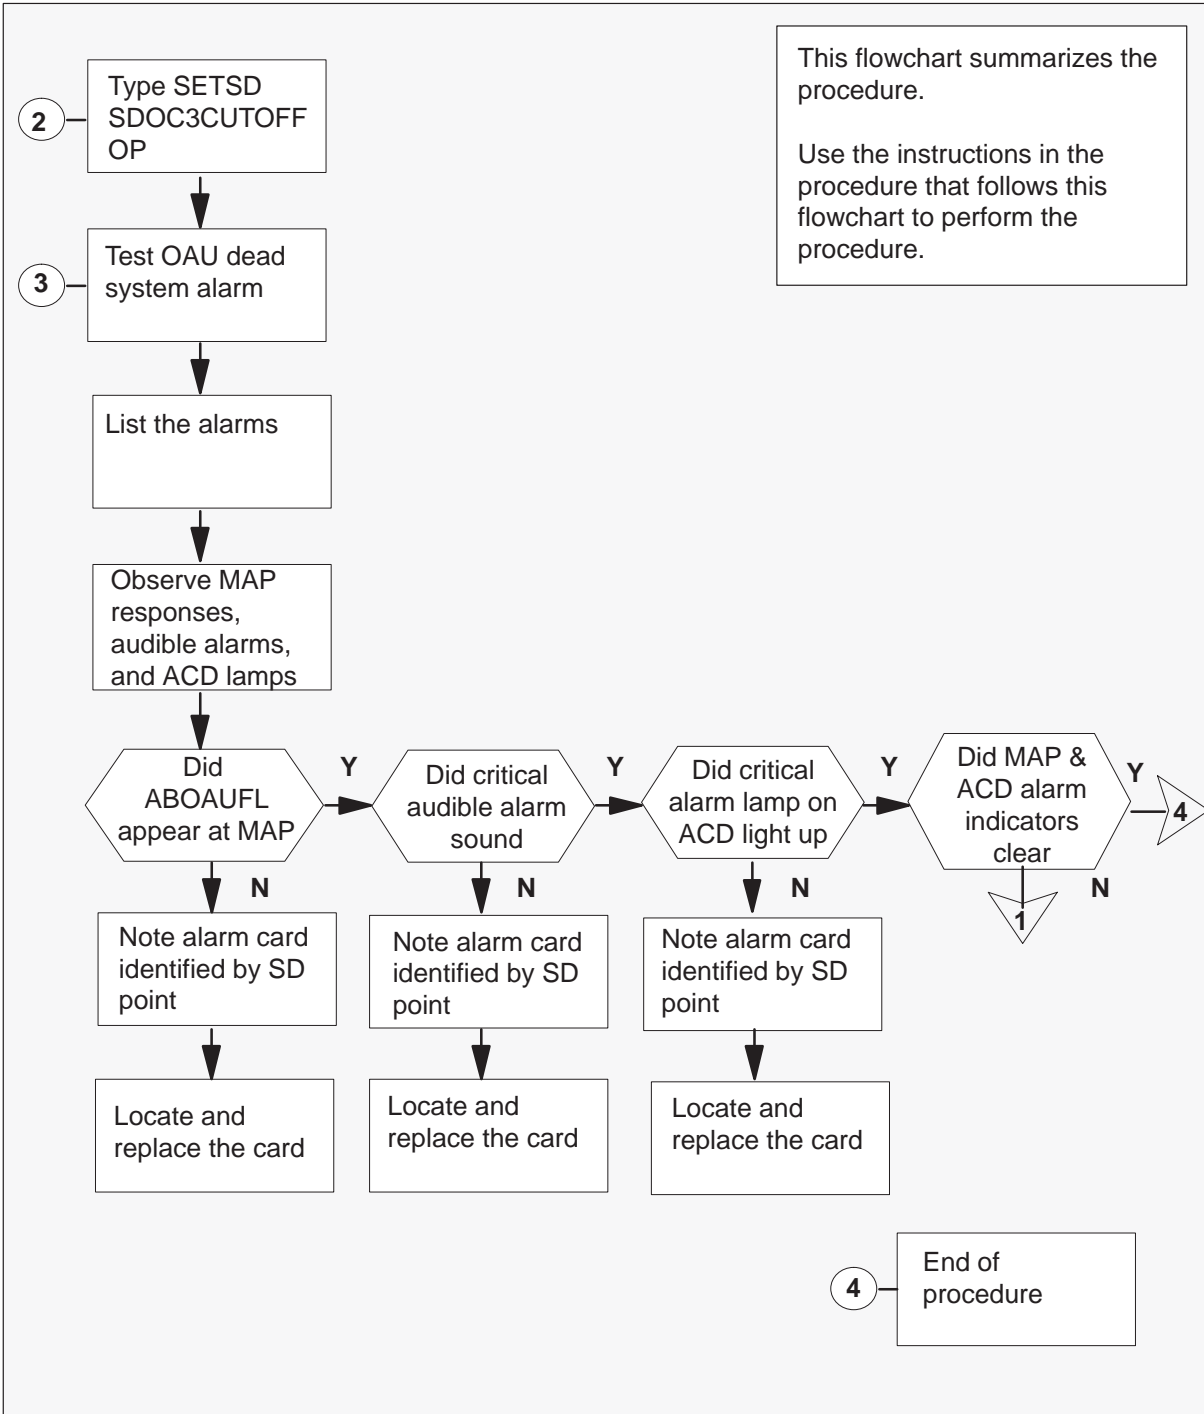 This flowchart summarizes the
procedure.
Use the instructions in the
procedure that follows this
flowchart to perform the
procedure.
2
Type SETSD
SDOC3CUTOFF
OP
3
Test OAU dead
system alarm
List the alarms
Observe MAP
responses,
audible alarms,
and ACD lamps
Did
ABOAUFL
appear at MAP
Y
Did critical
audible alarm
sound
Y
Did critical
alarm lamp on
ACD light up
Y
Did MAP &
ACD alarm
indicators
clear
Y
4
N
N
N
N
1
Note alarm card
identified by SD
point
Note alarm card
identified by SD
point
Note alarm card
identified by SD
point
Locate and
replace the card
Locate and
replace the card
Locate and
replace the card
4
End of
procedure